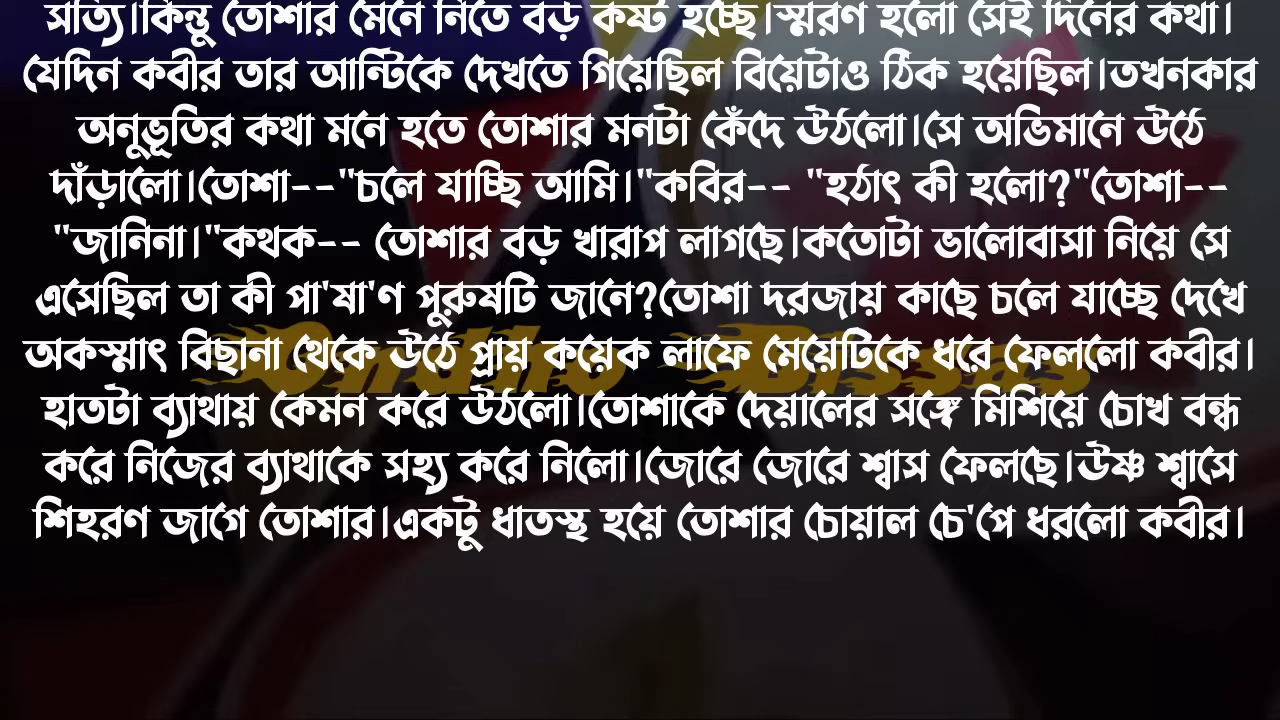 সত্যি।কিন্তু তোশার মেনে নিতে বড় কষ্ট হচ্ছে।স্মরণ হলো সেই দিনের কথা।
যেদিন কবীর তার আন্টিকে দেখতে গিয়েছিল বিয়েটাও ঠিক হয়েছিল।তখনকার
অনুভূতির কথা মনে হতে তোশার মনটা কেঁদে উঠলো।সে অভিমানে উঠে
দাঁড়ালো।তোশা--"চলে যাচ্ছি আমি।"কবির-- "হঠাৎ কী হলো?"তোশা--
"জানিনা।"কথক-- তোশার বড় খারাপ লাগছে।কতোটা ভালোবাসা নিয়ে সে
এসেছিল তা কী পা'ষা'ণ পুরুষটি জানে?তোশা দরজায় কাছে চলে যাচ্ছে দেখে
অকস্মাৎ বিছানা থেকে উঠে প্রায় কয়েক লাফে মেয়েটিকে ধরে ফেললো কবীর।
হাতটা ব্যাথায় কেমন করে উঠলো।তোশাকে দেয়ালের সঙ্গে মিশিয়ে চোখ বন্ধ
করে নিজের ব্যাথাকে সহ্য করে নিলো।জোরে জোরে শ্বাস ফেলছে।উষ্ণ শ্বাসে
শিহরণ জাগে তোশার।একটু ধাতস্থ হয়ে তোশার চোয়াল চে'পে ধরলো কবীর।